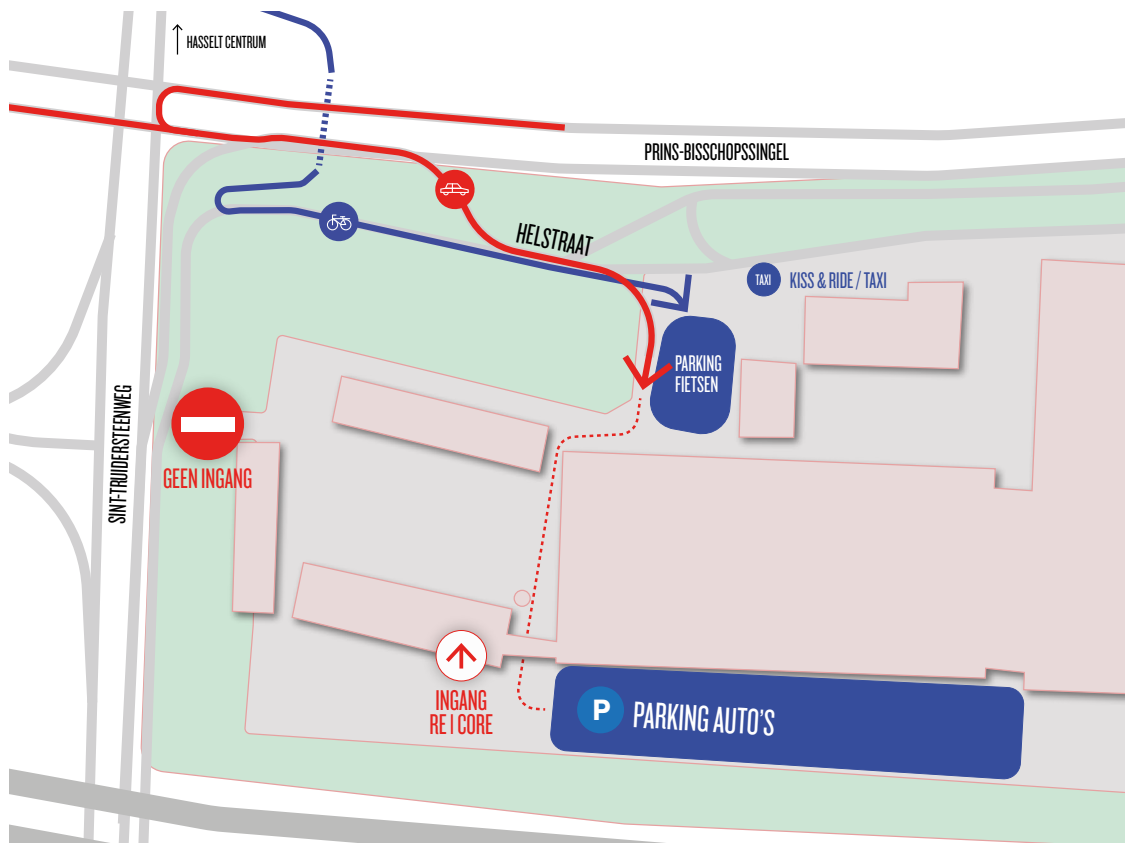 HASSELT CENTRUM
PRINS-BISSCHOPSSINGEL
HELSTRAAT
TAXI
KISS & RIDE / TAXI
PARKING
FIETSEN
SINT-TRUIDERSTEENWEG
GEEN INGANG
INGANG
RE | CORE
P
PARKING AUTO'S